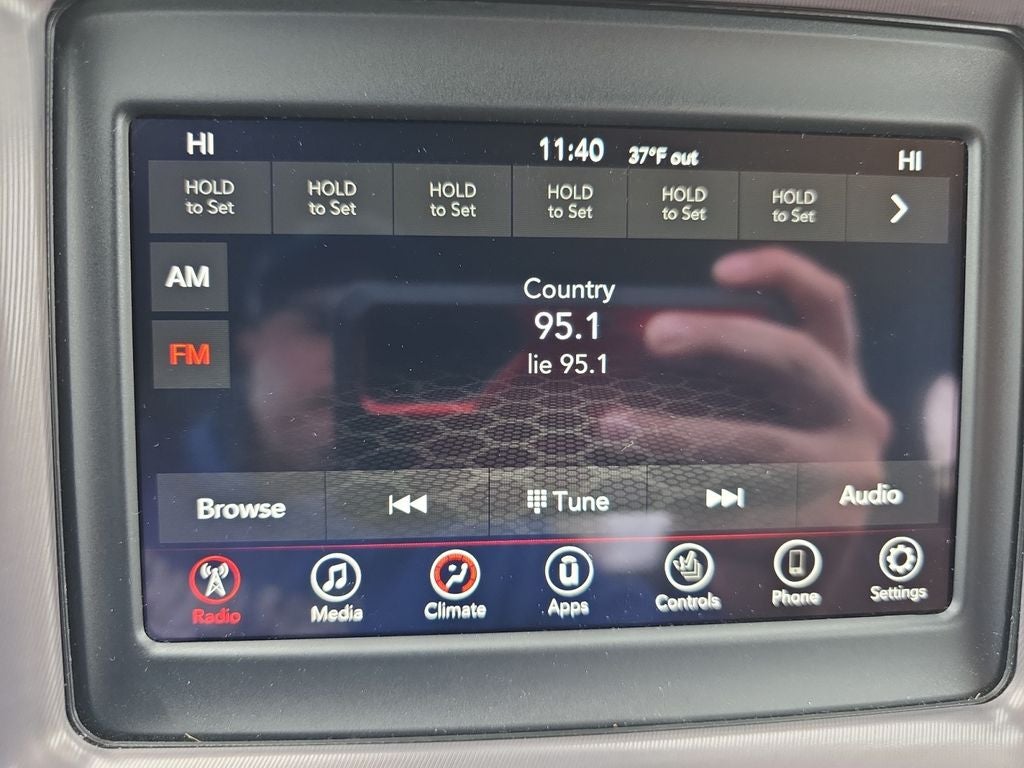 HI 11:40 37°F out HI
HOLD to Set
HOLD to Set
HOLD to Set
HOLD to Set
HOLD to Set
HOLD to Set
AM
Country
95.1
FM
lie 95.1
Browse Tune Audio
Radio Media Climate Apps Controls Phone Settings